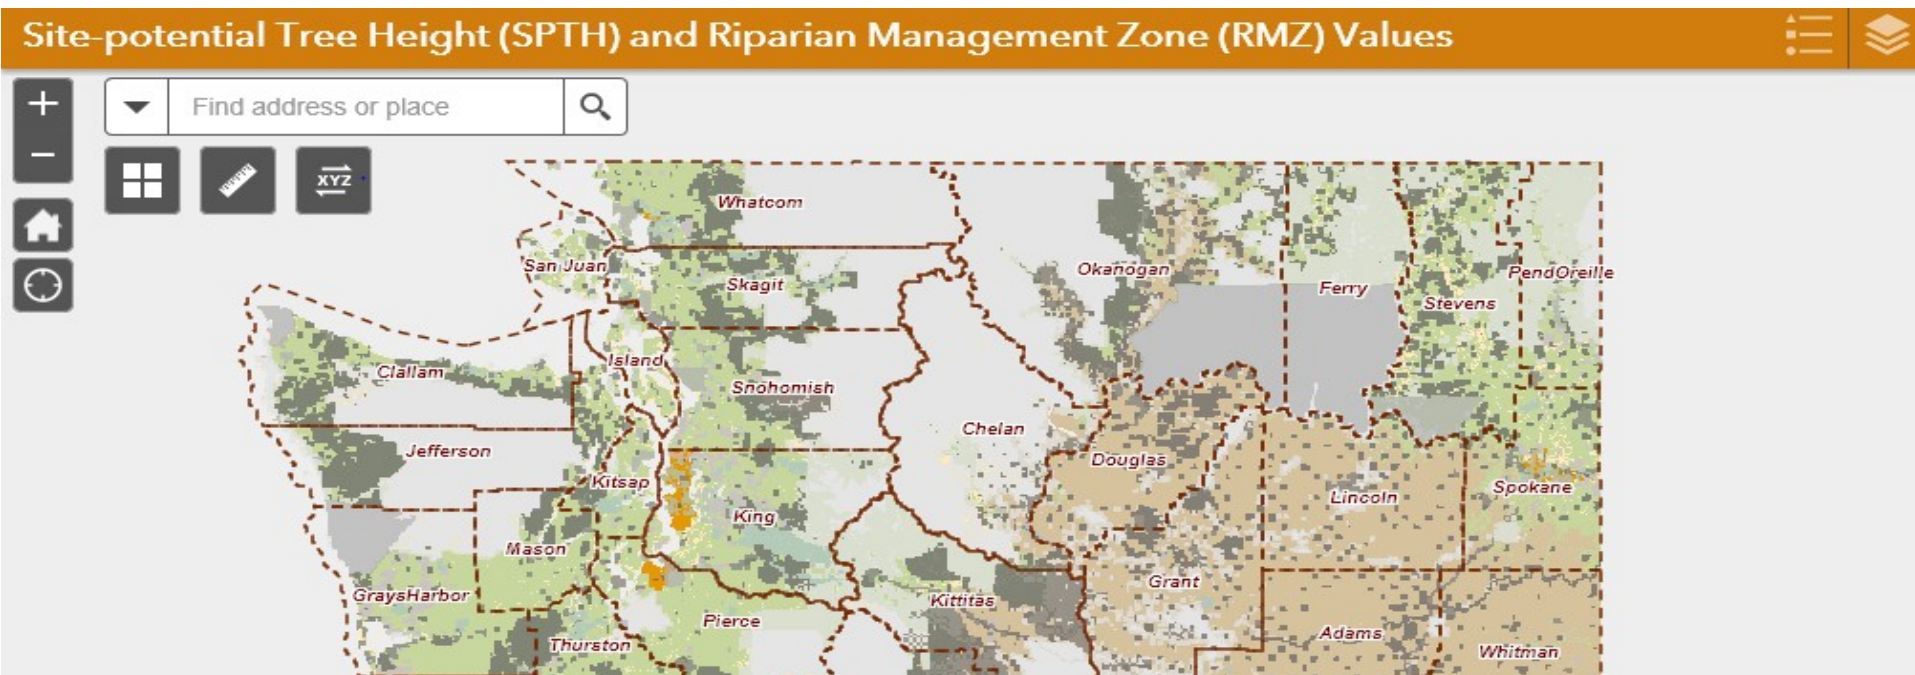 Site-potential Tree Height (SPTH) and Riparian Management Zone (RMZ) Values
+
Find address or place
−
XYZ
Whatcom
San Juan
Skagit
Okanogan
PendOreille
Ferry
Stevens
Island
Clallam
Snohomish
Chelan
Jefferson
Douglas
Kitsap
Spokane
Lincoln
King
Mason
Grant
GraysHarbor
Kittitas
Pierce
Adams
Thurston
Whitman